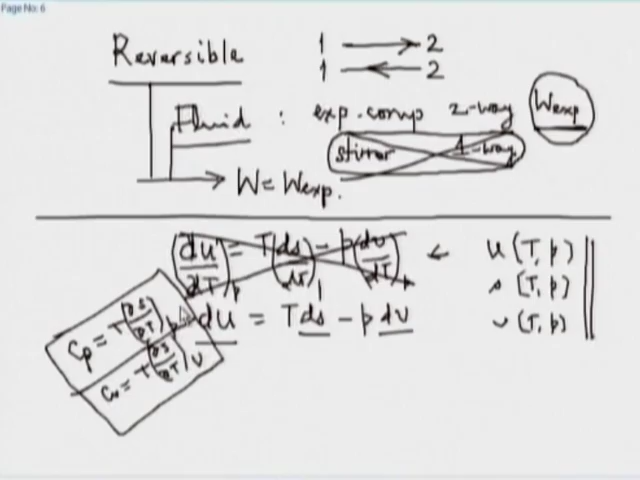 Page No: 6
Reversible 1 → 2
1 ← 2
Fluid : exp.comp 2-way Wexp
stirrer 1-way
→ W = Wexp.
(du/dT)p = T(ds/dT)p - p(dv/dT)p ← u (T, p)
s (T, p)
du = Tds - p dv v (T, p)
Cp = T(∂s/∂T)p
Cv = T(∂s/∂T)v